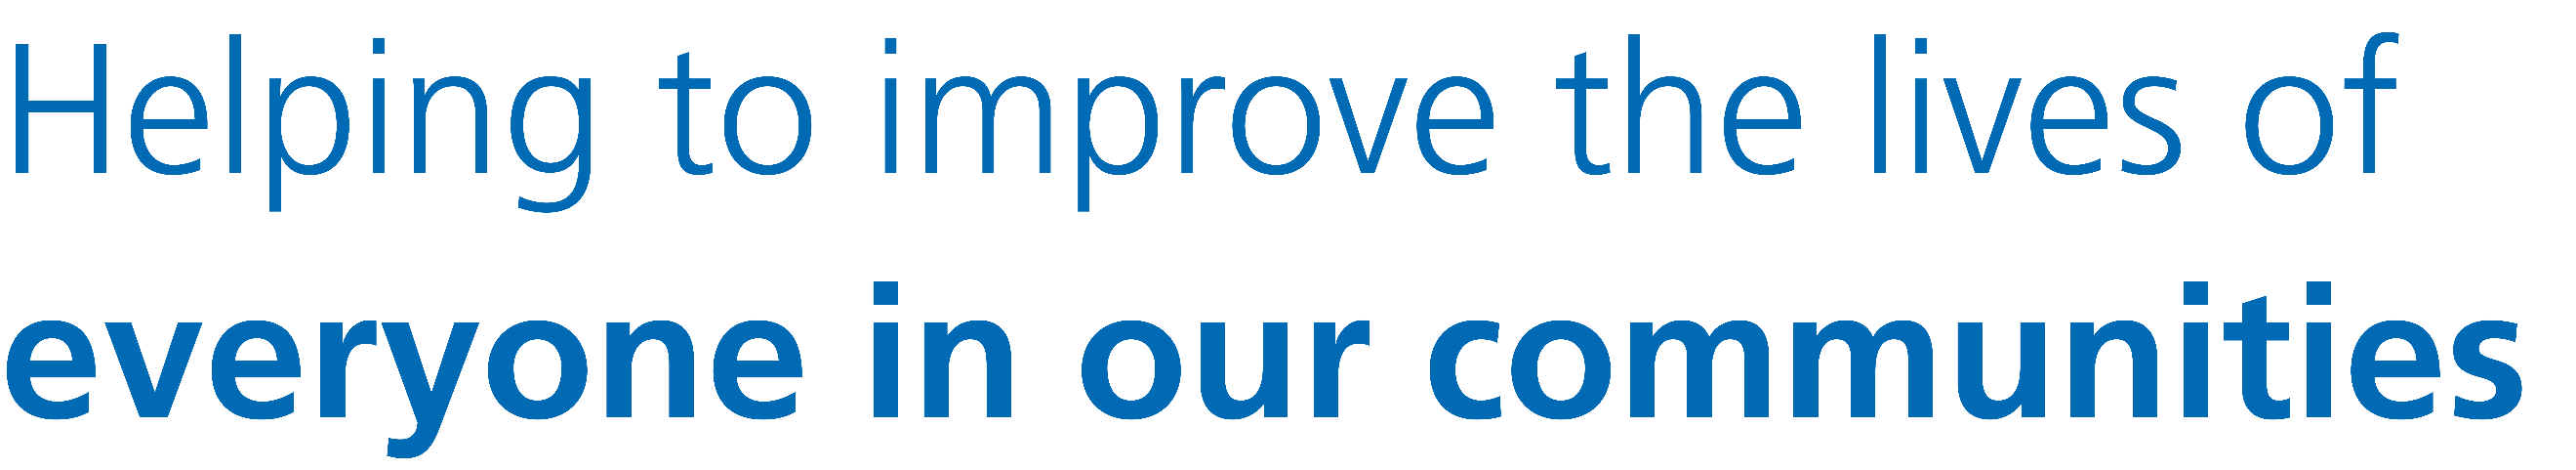 Helping to improve the lives of
everyone in our communities